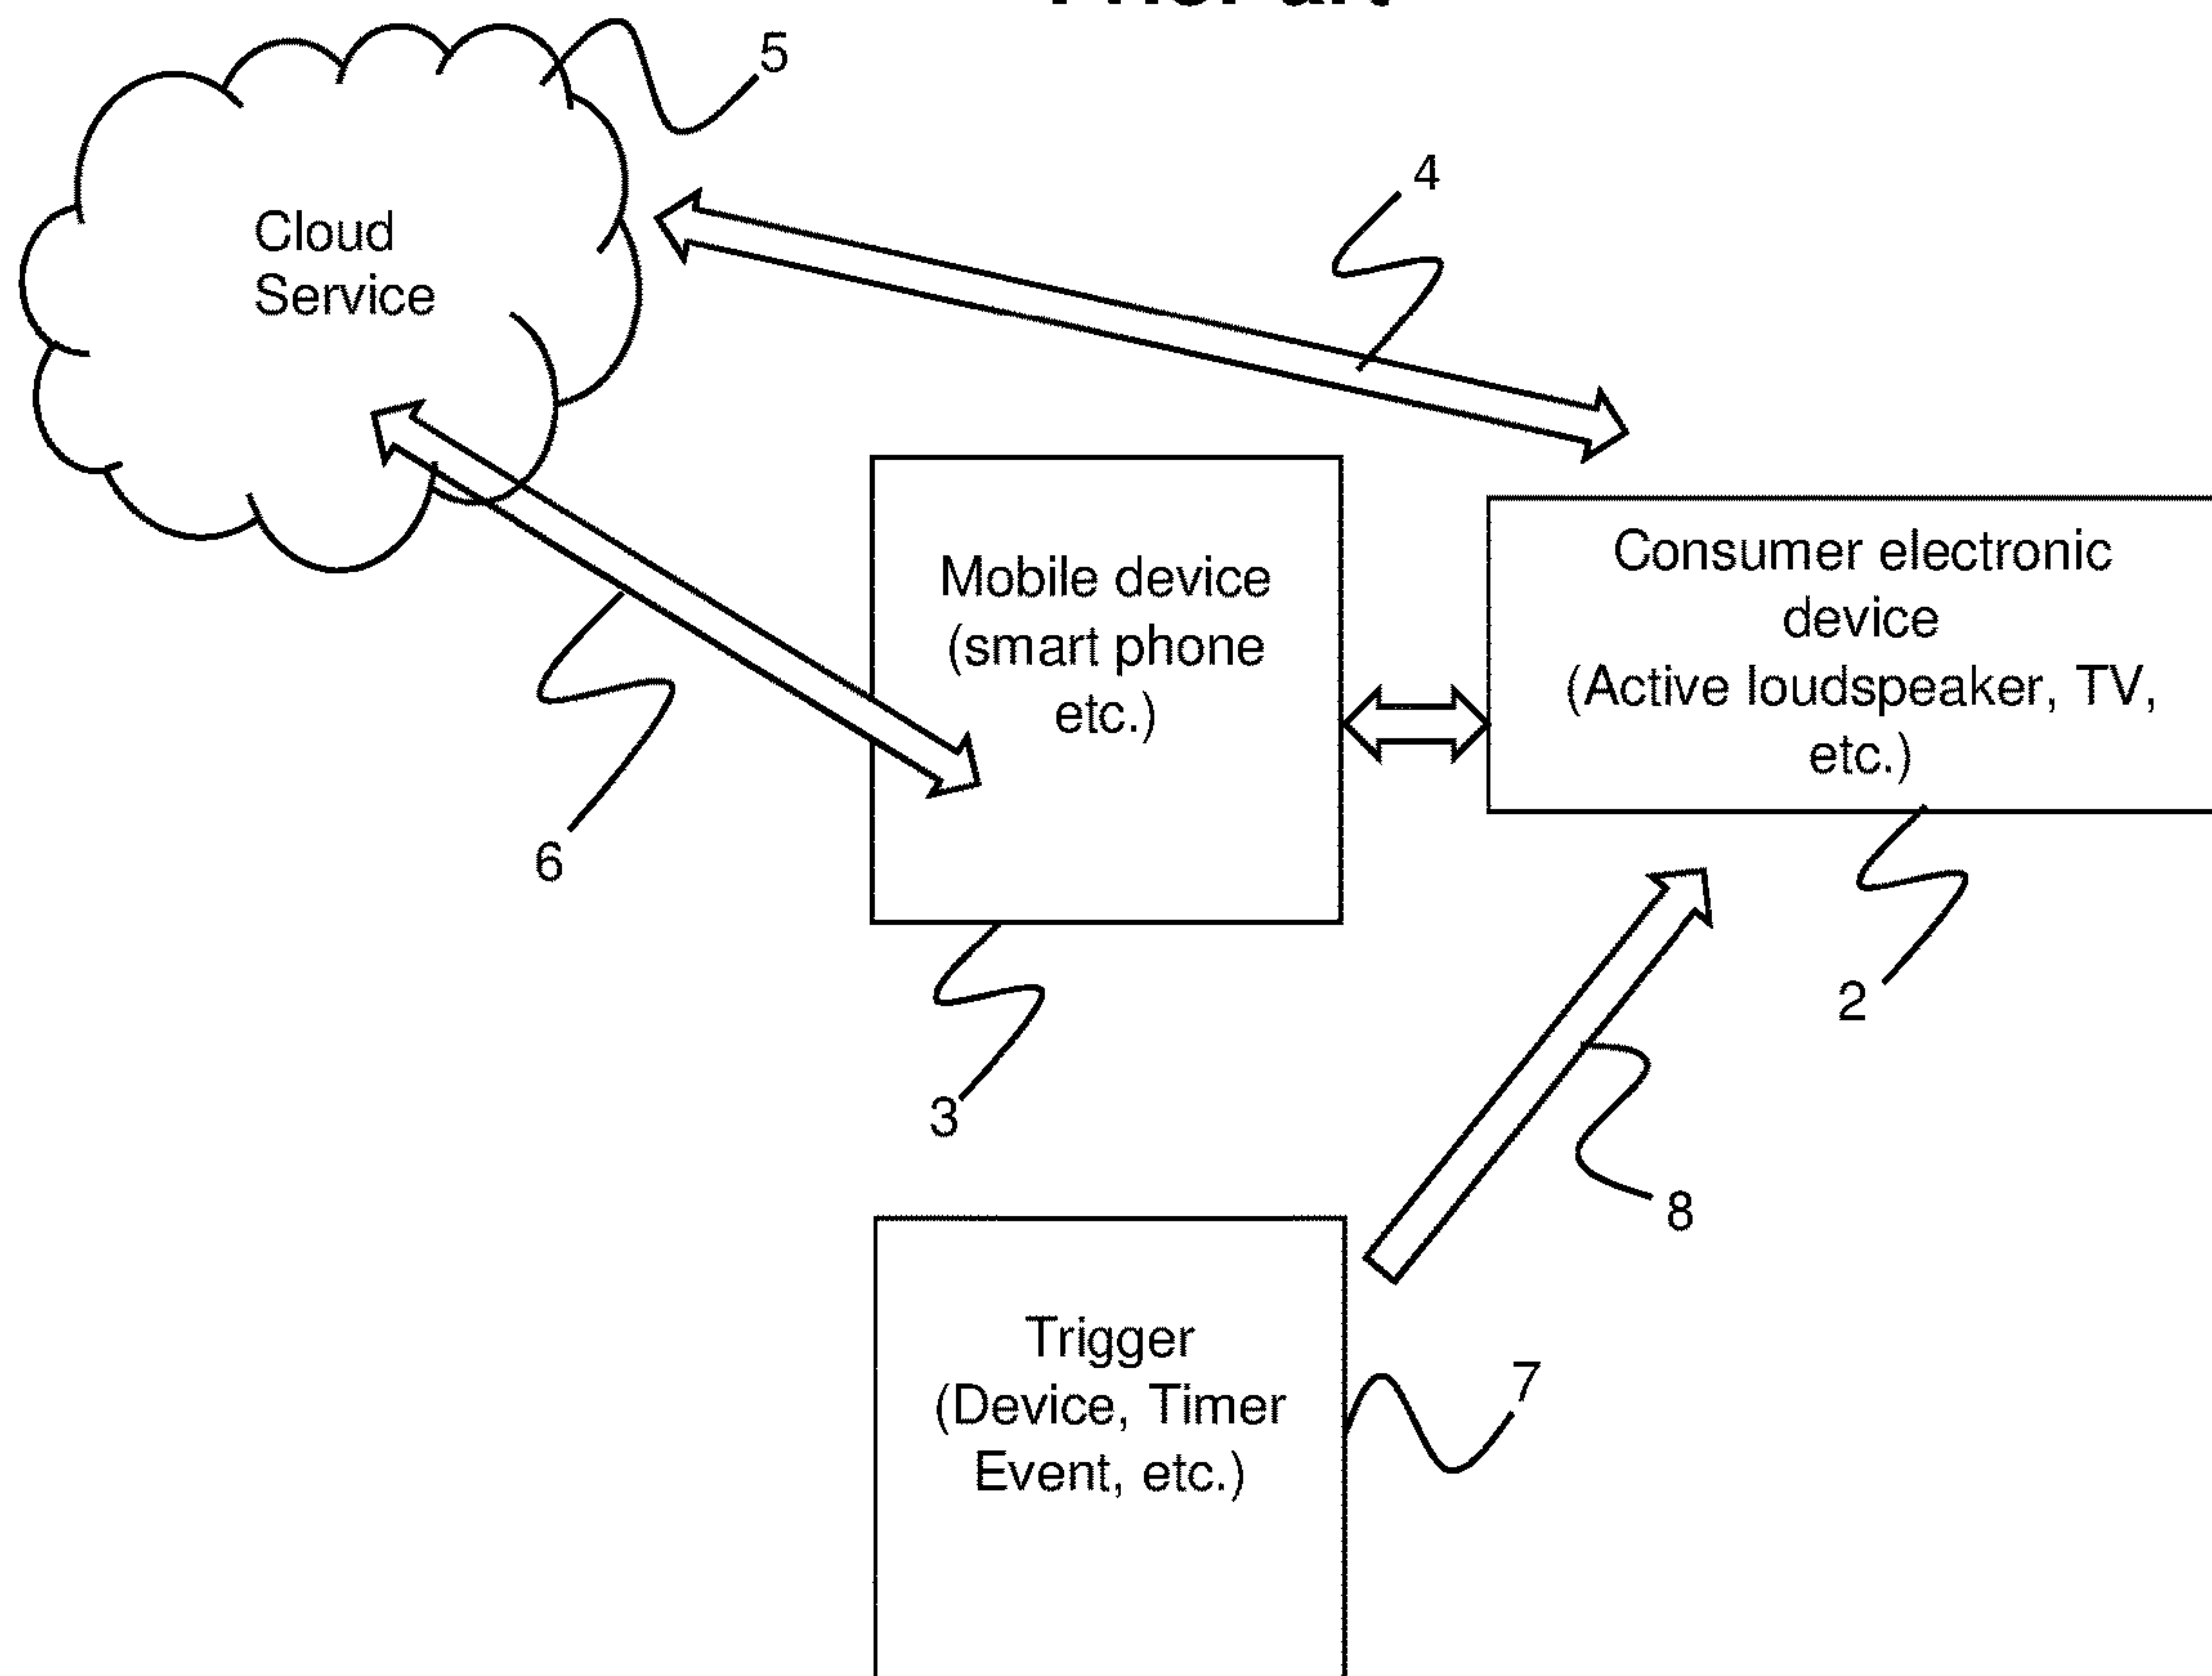 5
4
Cloud
Service
Mobile device
(smart phone
etc.)
Consumer electronic
device
(Active loudspeaker, TV,
etc.)
6
2
3
8
Trigger
(Device, Timer
Event, etc.)
7